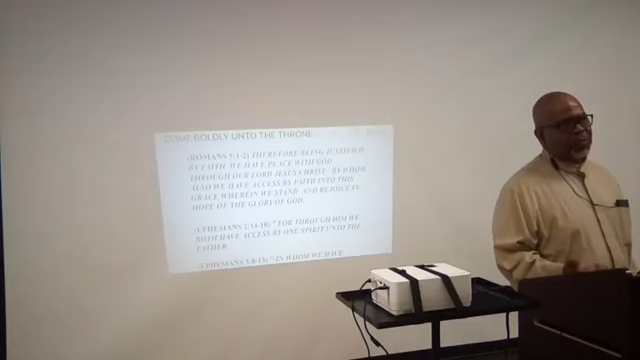 COME BOLDLY UNTO THE THRONE
(ROMANS 5:1-2) THEREFORE BEING JUSTIFIED
BY FAITH WE HAVE PEACE WITH GOD
THROUGH OUR LORD JESUS CHRIST - BY WHOM
ALSO WE HAVE ACCESS BY FAITH INTO THIS
GRACE WHEREIN WE STAND, AND REJOICE IN
HOPE OF THE GLORY OF GOD.
(EPHESIANS 2:14-18) " FOR THROUGH HIM WE
BOTH HAVE ACCESS BY ONE SPIRIT UNTO THE
FATHER.
(EPHESIANS 3:8-13) " IN WHOM WE HAVE